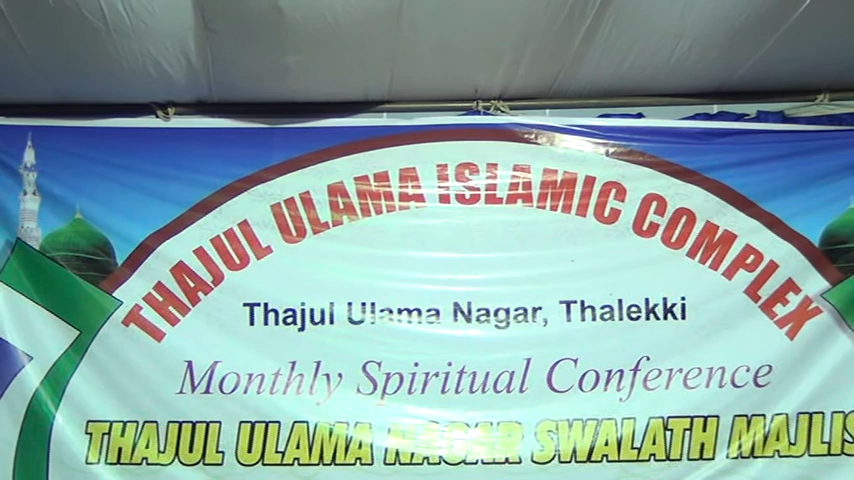 THAJUL ULAMA ISLAMIC COMPLEX
Thajul Ulama Nagar, Thalekki
Monthly Spiritual Conference
THAJUL ULAMA NAGAR SWALATH MAJLIS